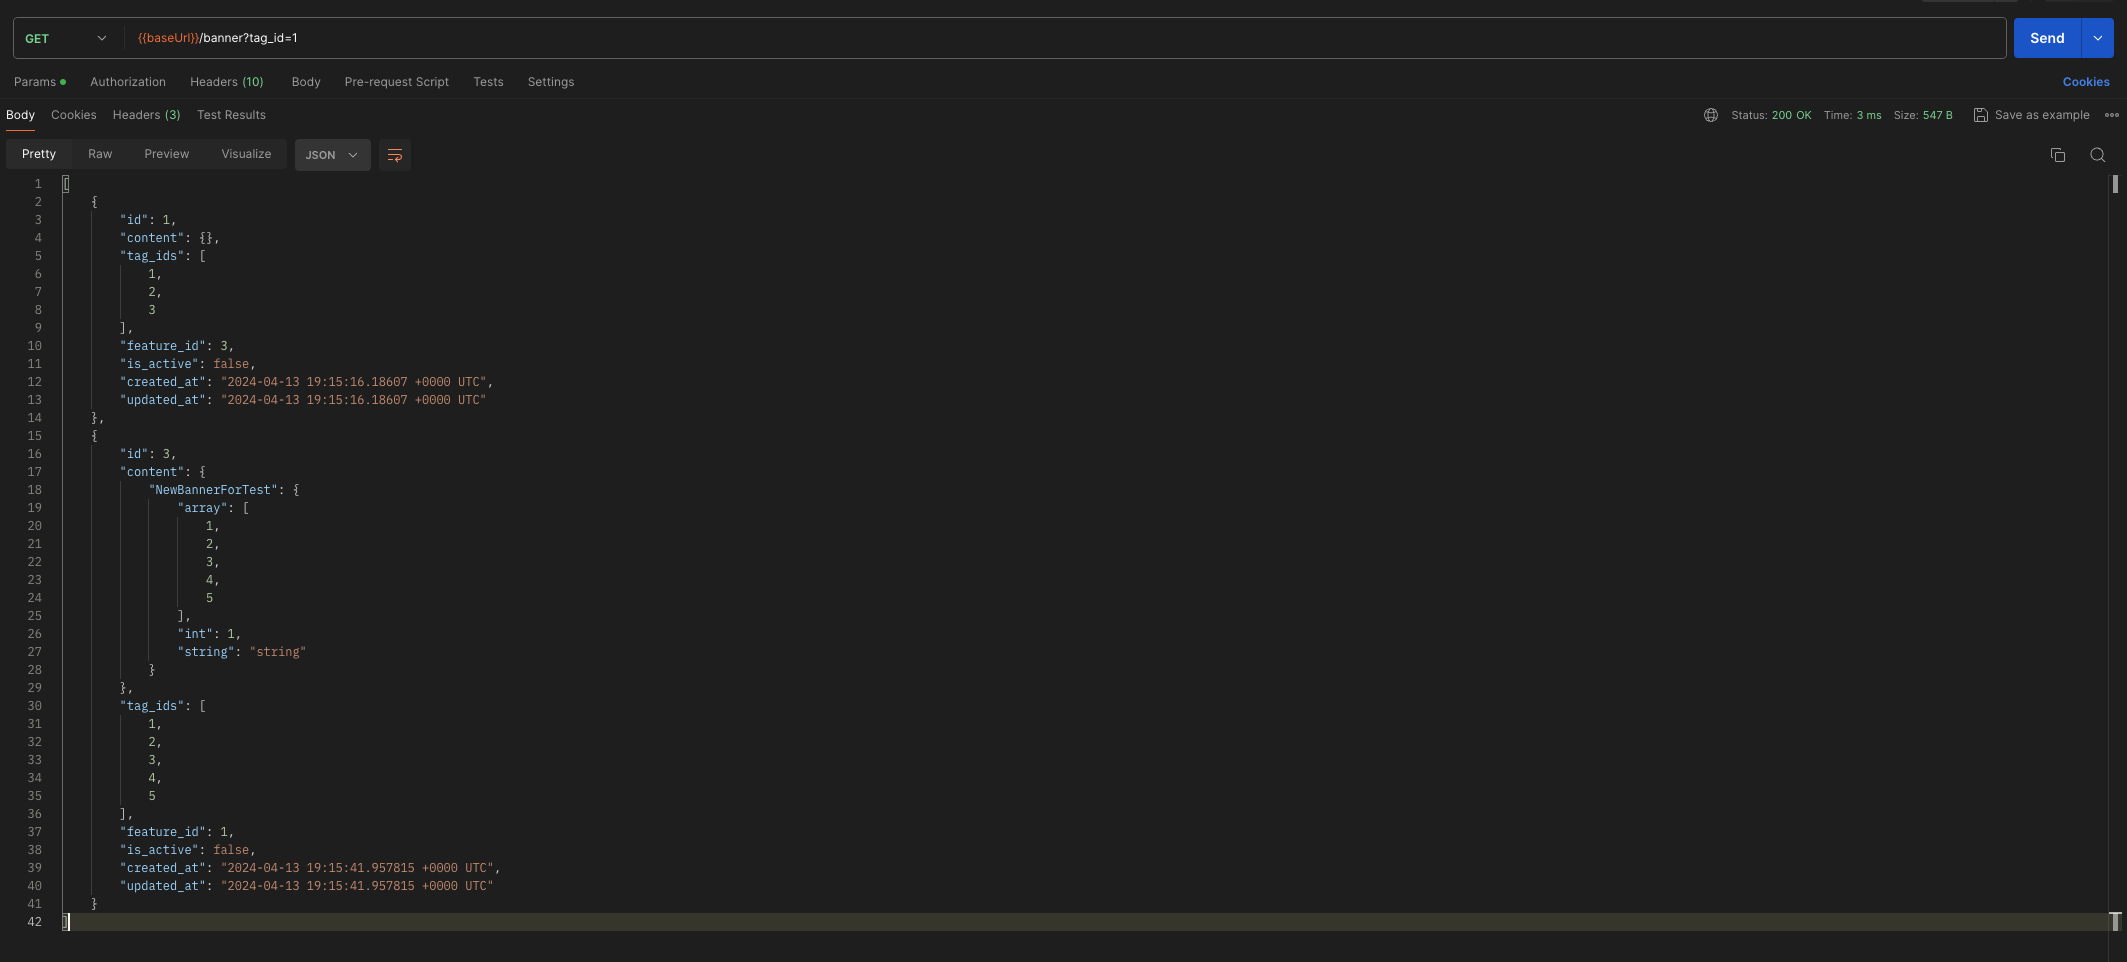 GET {{baseUrl}}/banner?tag_id=1 Send
Params Authorization Headers (10) Body Pre-request Script Tests Settings Cookies
Body Cookies Headers (3) Test Results Status: 200 OK Time: 3 ms Size: 547 B Save as example
Pretty Raw Preview Visualize JSON
1 [
2 {
3 "id": 1,
4 "content": {},
5 "tag_ids": [
6 1,
7 2,
8 3
9 ],
10 "feature_id": 3,
11 "is_active": false,
12 "created_at": "2024-04-13 19:15:16.18607 +0000 UTC",
13 "updated_at": "2024-04-13 19:15:16.18607 +0000 UTC"
14 },
15 {
16 "id": 3,
17 "content": {
18 "NewBannerForTest": {
19 "array": [
20 1,
21 2,
22 3,
23 4,
24 5
25 ],
26 "int": 1,
27 "string": "string"
28 }
29 },
30 "tag_ids": [
31 1,
32 2,
33 3,
34 4,
35 5
36 ],
37 "feature_id": 1,
38 "is_active": false,
39 "created_at": "2024-04-13 19:15:41.957815 +0000 UTC",
40 "updated_at": "2024-04-13 19:15:41.957815 +0000 UTC"
41 }
42 ]